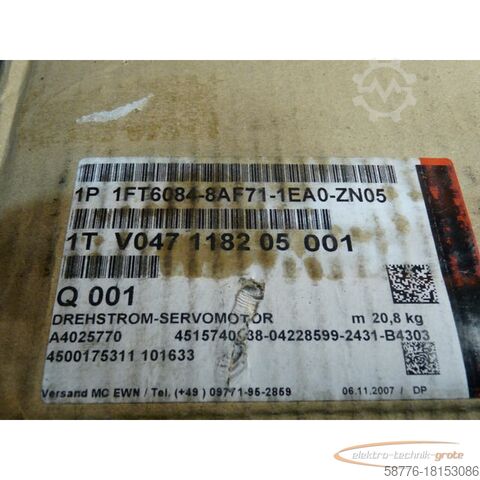 1P 1FT6084-8AF71-1EA0-ZN05
1T V047 1182 05 001
Q 001
DREHSTROM-SERVOMOTOR m 20,8 kg
A4025770 4515740938-04228599-2431-B4303
4500175311 101633
Versand MC EWN / Tel. (+49 ) 09771-95-2859 06.11.2007 / DP
elektro-technik-grote
58776-18153086